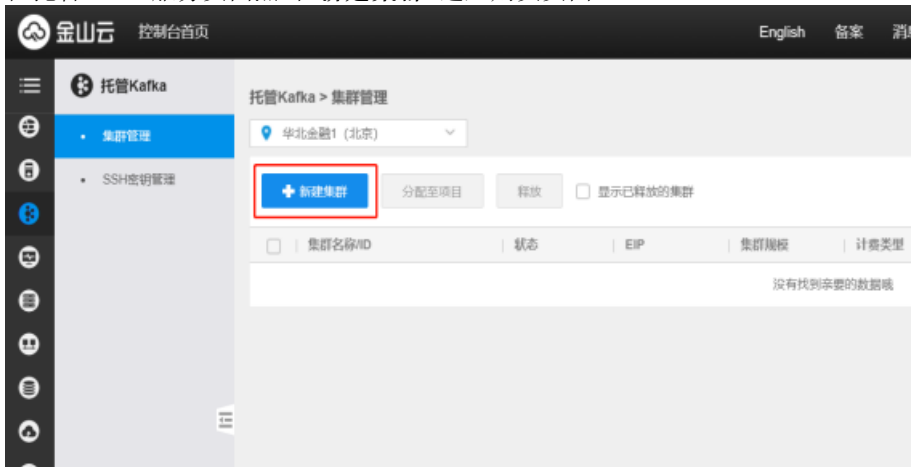 金山云 控制台首页 English 备案
托管Kafka
托管Kafka > 集群管理
集群管理
华北金融1 (北京)
SSH密钥管理
新建集群 分配至项目 释放 显示已释放的集群
集群名称/ID 状态 EIP 集群规模 计费类型
没有找到亲要的数据哦